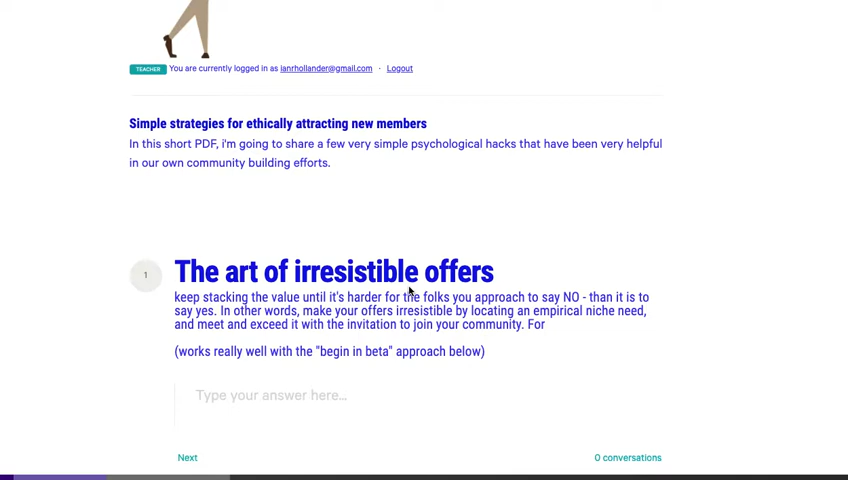 TEACHER You are currently logged in as ianrhollander@gmail.com · Logout
Simple strategies for ethically attracting new members
In this short PDF, i'm going to share a few very simple psychological hacks that have been very helpful
in our own community building efforts.
1
The art of irresistible offers
keep stacking the value until it's harder for the folks you approach to say NO - than it is to
say yes. In other words, make your offers irresistible by locating an empirical niche need,
and meet and exceed it with the invitation to join your community. For
(works really well with the "begin in beta" approach below)
Type your answer here...
Next
0 conversations